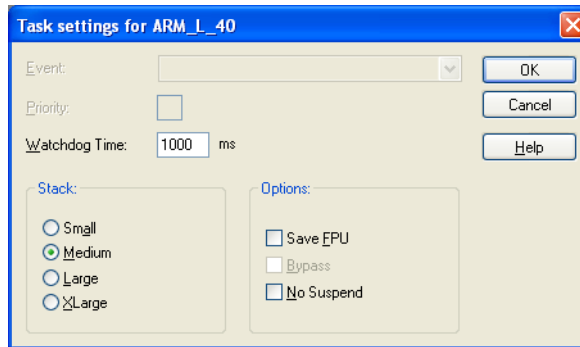 Task settings for ARM_L_40
Event:
OK
Priority:
Cancel
Watchdog Time: 1000 ms
Help
Stack:
Options:
Small
Save FPU
Medium
Bypass
Large
No Suspend
XLarge